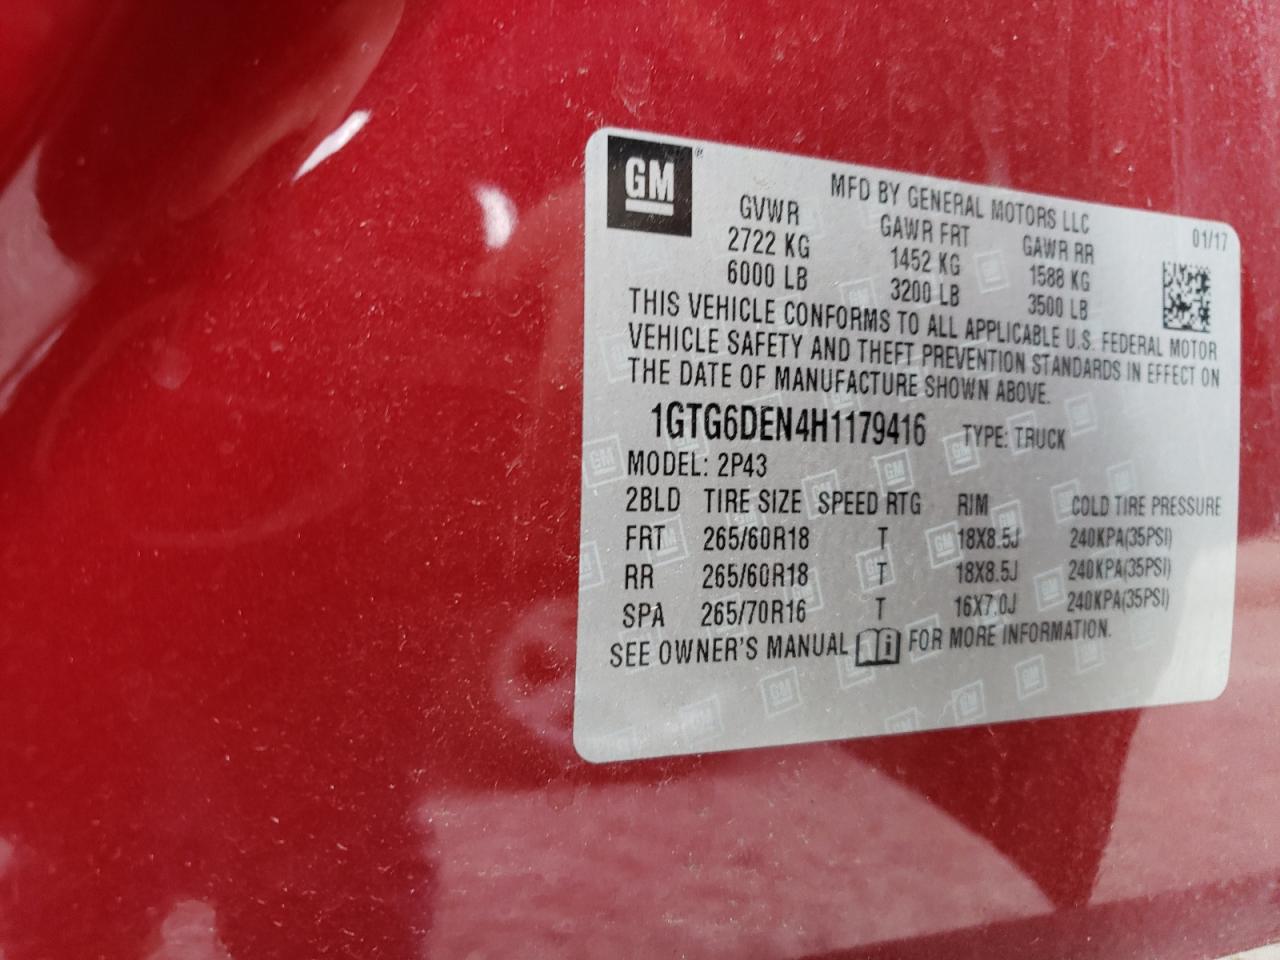 GM®
MFD BY GENERAL MOTORS LLC
01/17
GVWR GAWR FRT GAWR RR
2722 KG 1452 KG 1588 KG
6000 LB 3200 LB 3500 LB
THIS VEHICLE CONFORMS TO ALL APPLICABLE U.S. FEDERAL MOTOR
VEHICLE SAFETY AND THEFT PREVENTION STANDARDS IN EFFECT ON
THE DATE OF MANUFACTURE SHOWN ABOVE.
1GTG6DEN4H1179416 TYPE: TRUCK
MODEL: 2P43
2BLD TIRE SIZE SPEED RTG RIM COLD TIRE PRESSURE
FRT 265/60R18 T 18X8.5J 240KPA(35PSI)
RR 265/60R18 T 18X8.5J 240KPA(35PSI)
SPA 265/70R16 T 16X7.0J 240KPA(35PSI)
SEE OWNER'S MANUAL i FOR MORE INFORMATION.